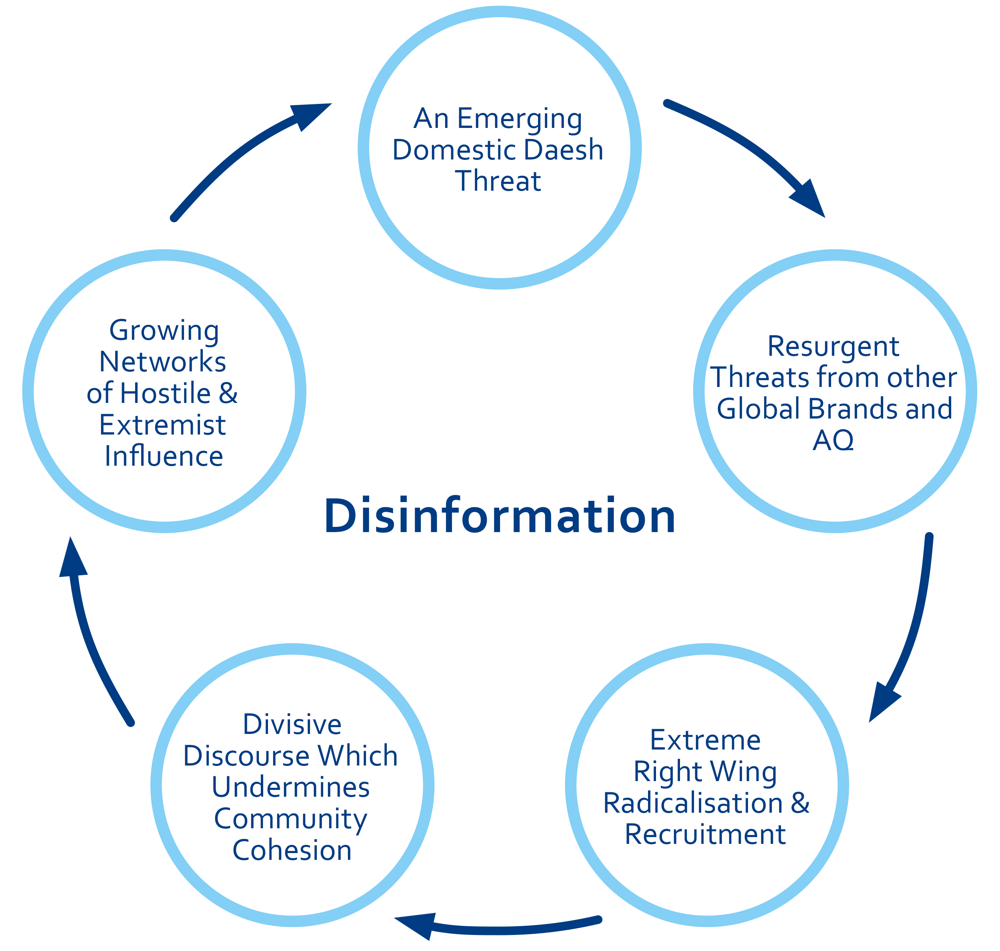 An Emerging
Domestic Daesh
Threat
Resurgent
Threats from other
Global Brands and
AQ
Extreme
Right Wing
Radicalisation &
Recruitment
Divisive
Discourse Which
Undermines
Community
Cohesion
Growing
Networks
of Hostile &
Extremist
Influence
Disinformation